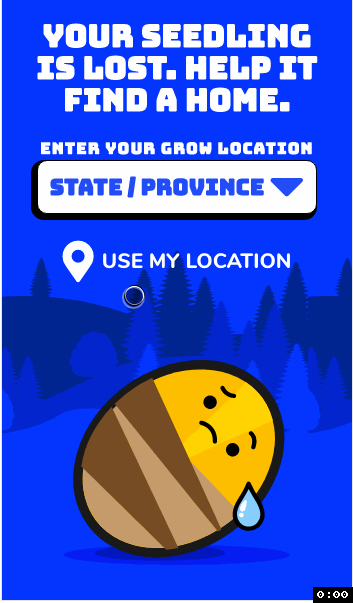 YOUR SEEDLING
IS LOST. HELP IT
FIND A HOME.
ENTER YOUR GROW LOCATION
STATE / PROVINCE
USE MY LOCATION
0:00